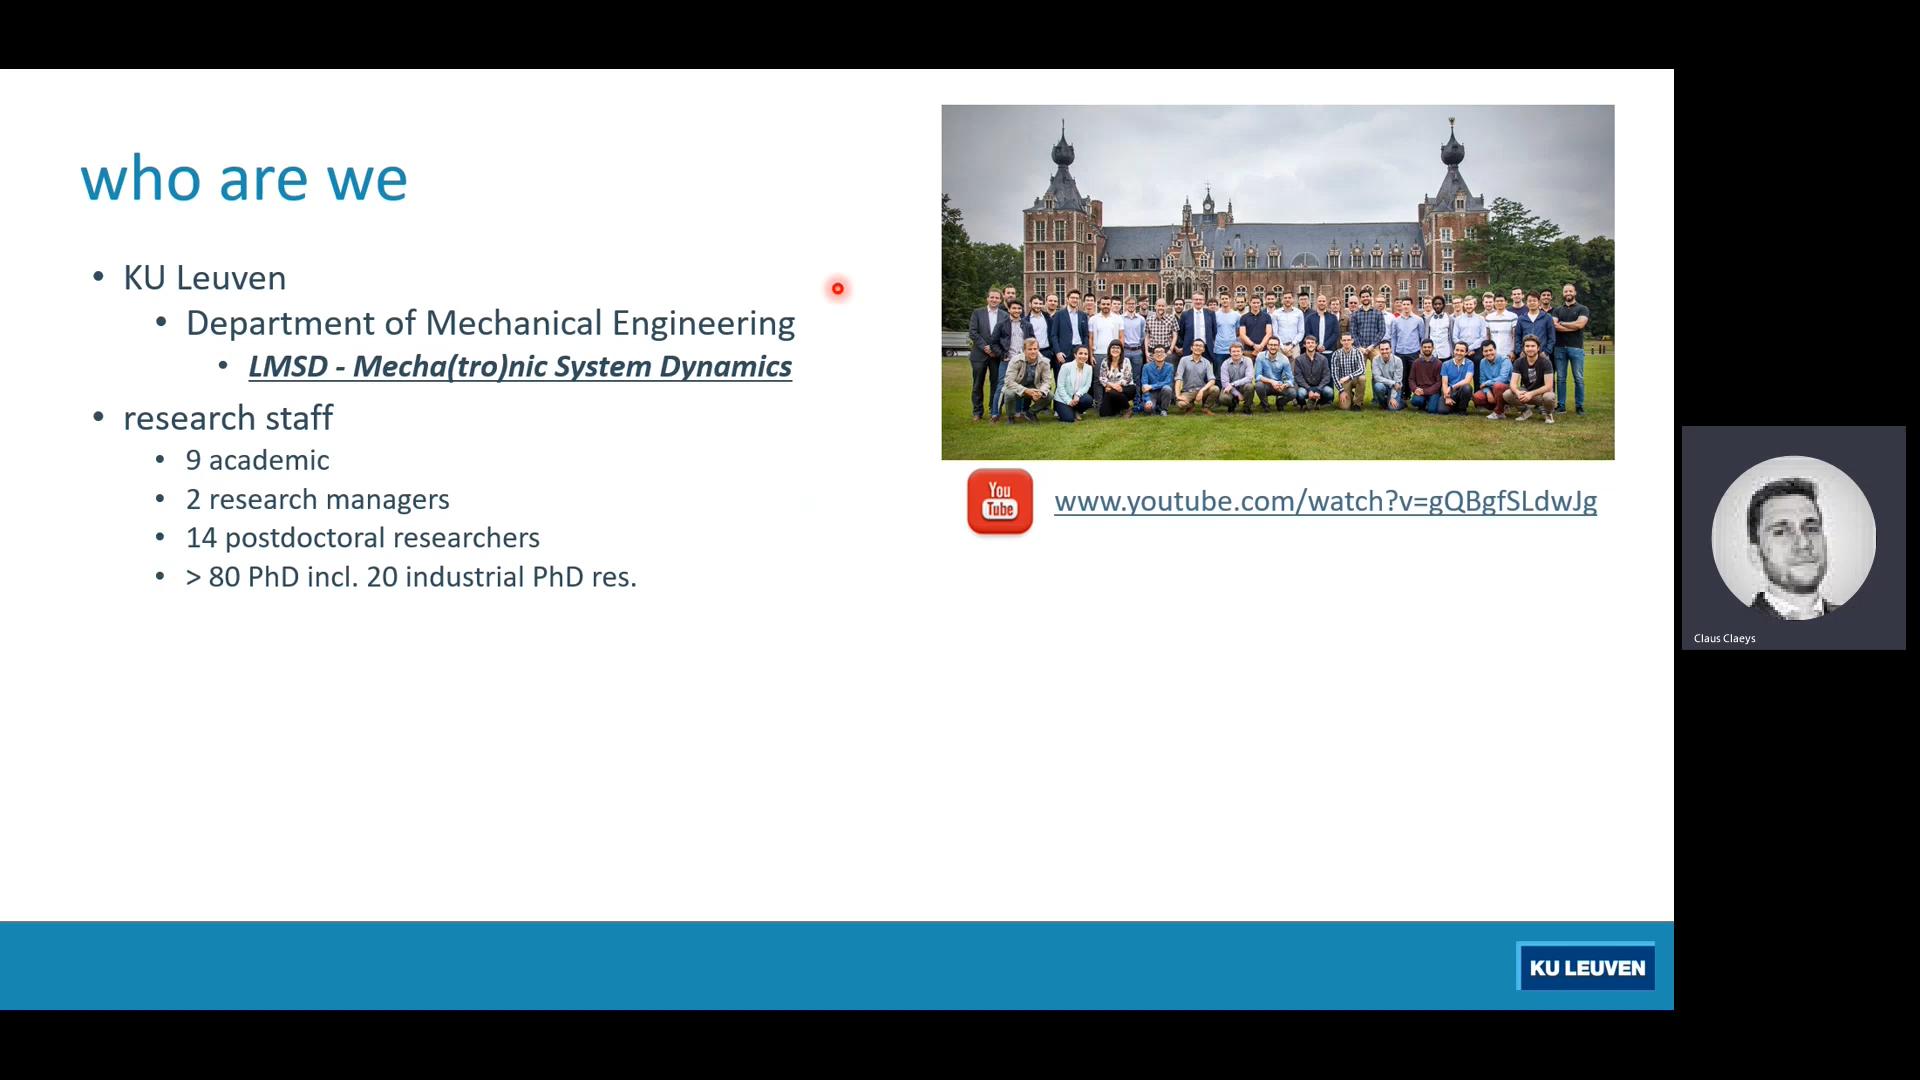 who are we
• KU Leuven
• Department of Mechanical Engineering
• LMSD - Mecha(tro)nic System Dynamics
• research staff
• 9 academic
• 2 research managers
• 14 postdoctoral researchers
• > 80 PhD incl. 20 industrial PhD res.
You
Tube
www.youtube.com/watch?v=gQBgfSLdwJg
Claus Claeys
KU LEUVEN